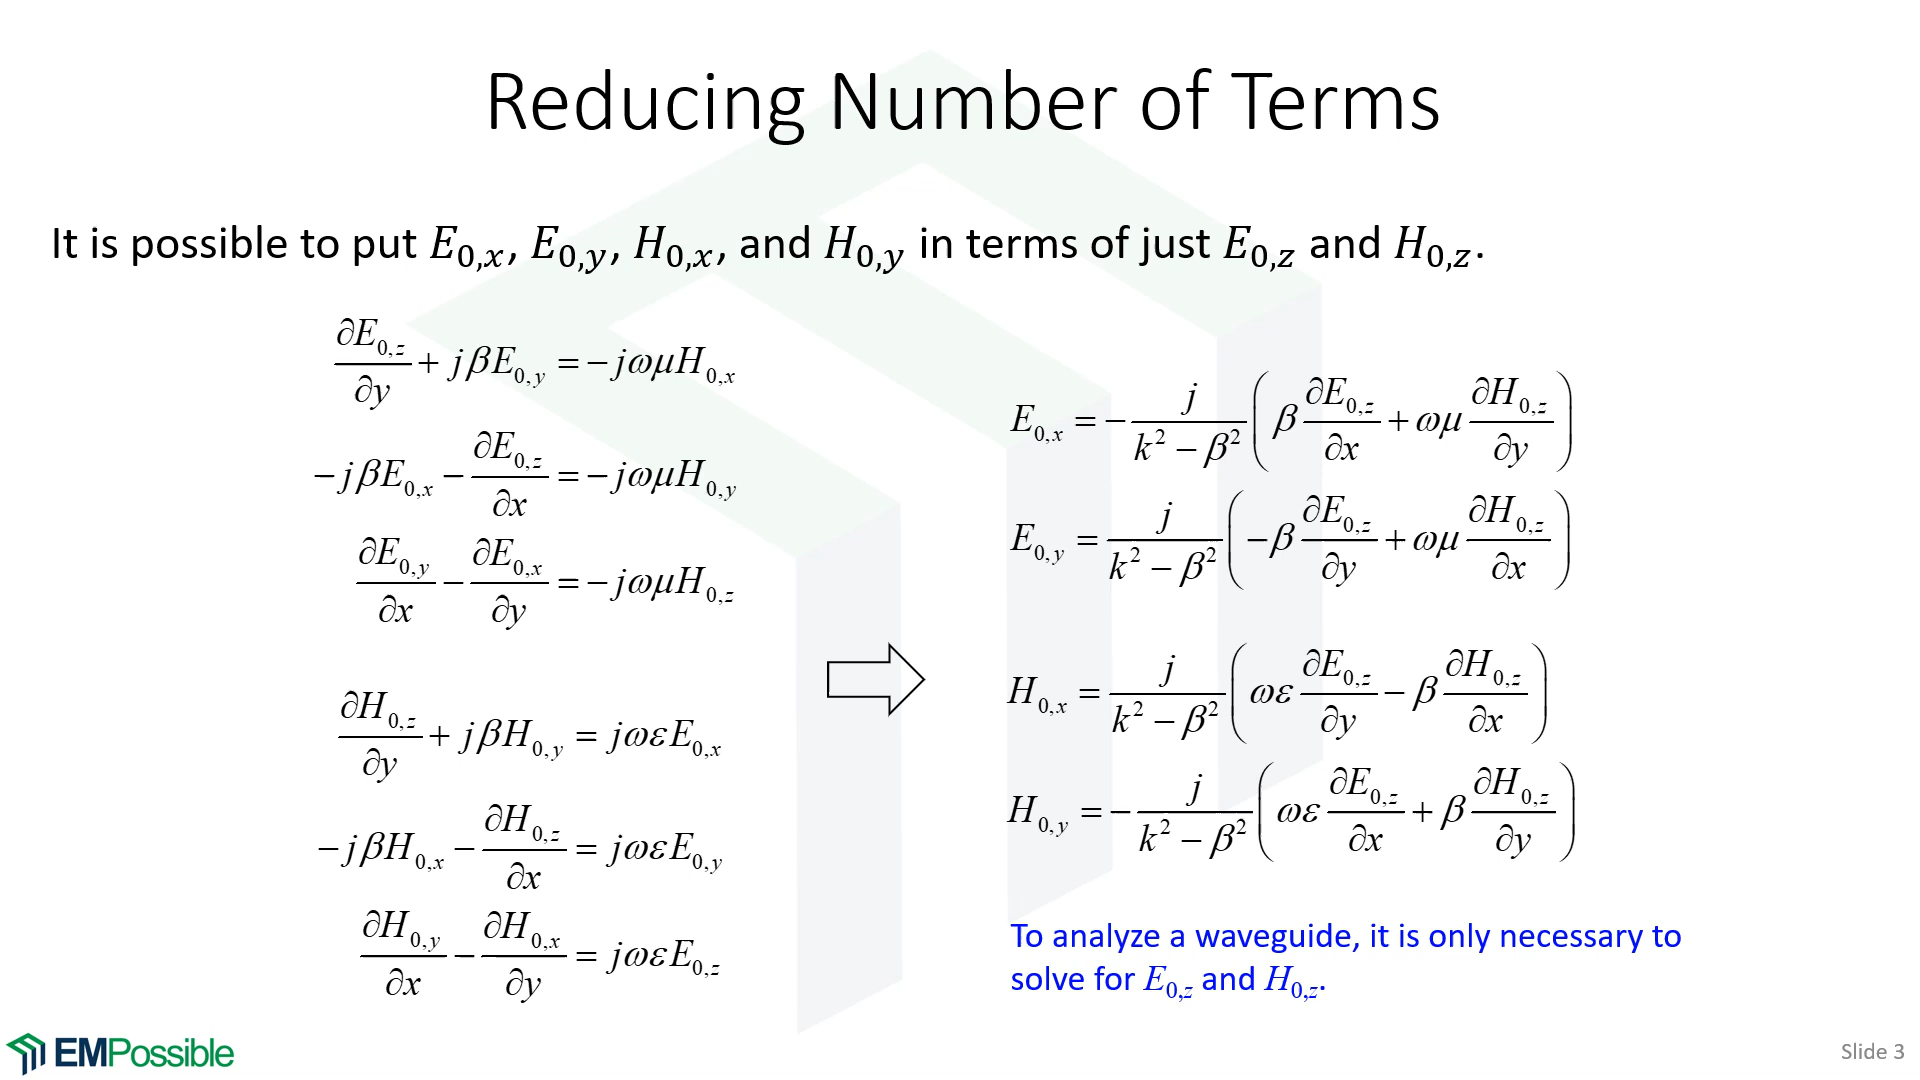 Reducing Number of Terms
It is possible to put E₀,ₓ, E₀,ᵧ, H₀,ₓ, and H₀,ᵧ in terms of just E₀,z and H₀,z.
∂E₀,z/∂y + jβE₀,y = −jωμH₀,x
−jβE₀,x − ∂E₀,z/∂x = −jωμH₀,y
∂E₀,y/∂x − ∂E₀,x/∂y = −jωμH₀,z
∂H₀,z/∂y + jβH₀,y = jωεE₀,x
−jβH₀,x − ∂H₀,z/∂x = jωεE₀,y
∂H₀,y/∂x − ∂H₀,x/∂y = jωεE₀,z
E₀,x = −j/(k² − β²) (β ∂E₀,z/∂x + ωμ ∂H₀,z/∂y)
E₀,y = j/(k² − β²) (−β ∂E₀,z/∂y + ωμ ∂H₀,z/∂x)
H₀,x = j/(k² − β²) (ωε ∂E₀,z/∂y − β ∂H₀,z/∂x)
H₀,y = −j/(k² − β²) (ωε ∂E₀,z/∂x + β ∂H₀,z/∂y)
To analyze a waveguide, it is only necessary to
solve for E₀,z and H₀,z.
EMPossible
Slide 3